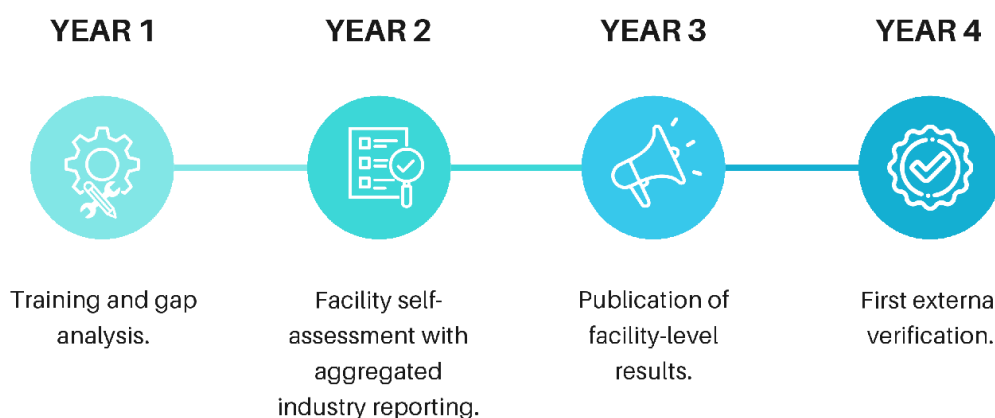 YEAR 1
YEAR 2
YEAR 3
YEAR 4
Training and gap
analysis.
Facility self-
assessment with
aggregated
industry reporting.
Publication of
facility-level
results.
First externa
verification.